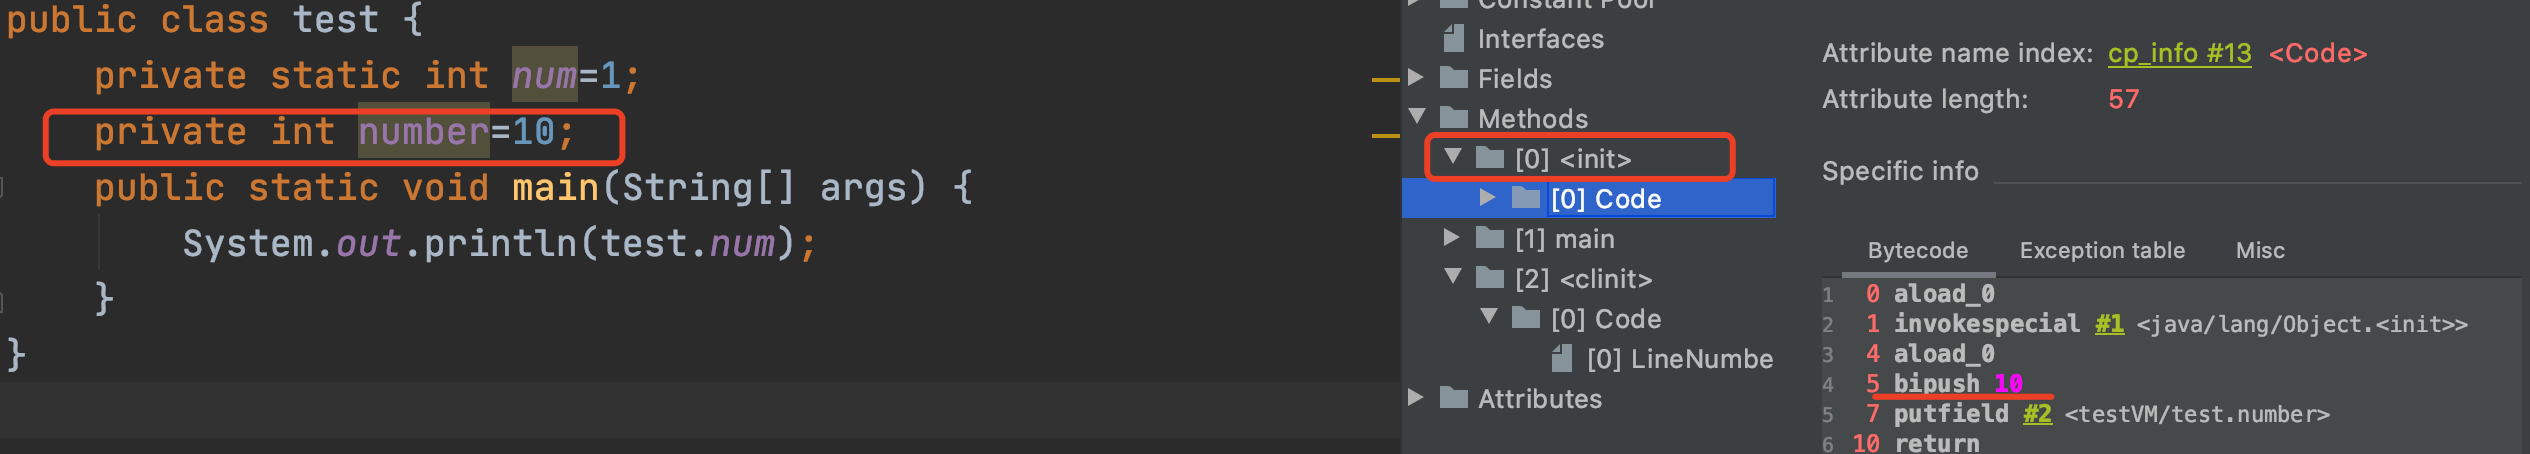 public class test {
    private static int num=1;
    private int number=10;
    public static void main(String[] args) {
        System.out.println(test.num);
    }
}
Constant Pool
Interfaces
Fields
Methods
[0] <init>
[0] Code
[1] main
[2] <clinit>
[0] Code
[0] LineNumbe
Attributes
Attribute name index: cp_info #13 <Code>
Attribute length: 57
Specific info
Bytecode Exception table Misc
1 0 aload_0
2 1 invokespecial #1 <java/lang/Object.<init>>
3 4 aload_0
4 5 bipush 10
5 7 putfield #2 <testVM/test.number>
6 10 return